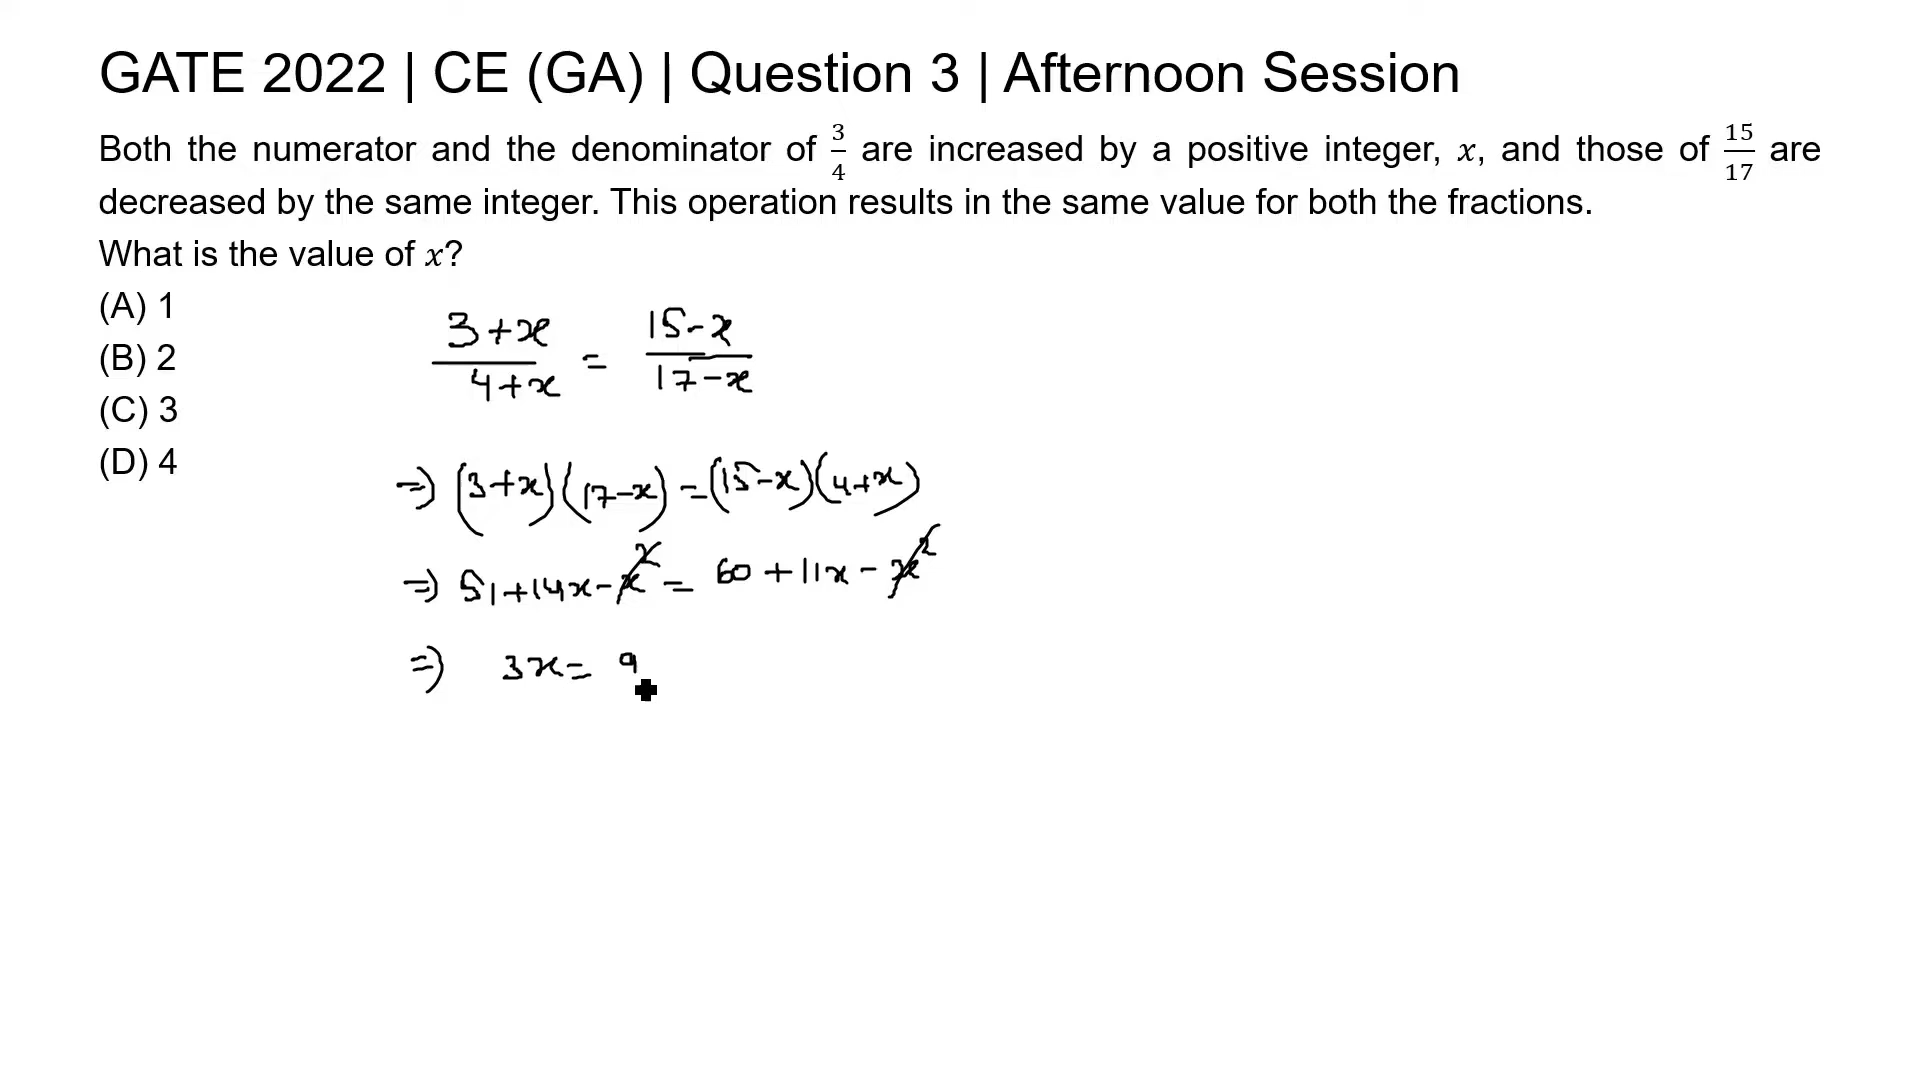 GATE 2022 | CE (GA) | Question 3 | Afternoon Session
Both the numerator and the denominator of 3/4 are increased by a positive integer, x, and those of 15/17 are
decreased by the same integer. This operation results in the same value for both the fractions.
What is the value of x?
(A) 1
(B) 2
(C) 3
(D) 4
(3+x)/(4+x) = (15-x)/(17-x)
⇒ (3+x)(17-x) = (15-x)(4+x)
⇒ 51+14x-x² = 60+11x-x²
⇒ 3x = 9